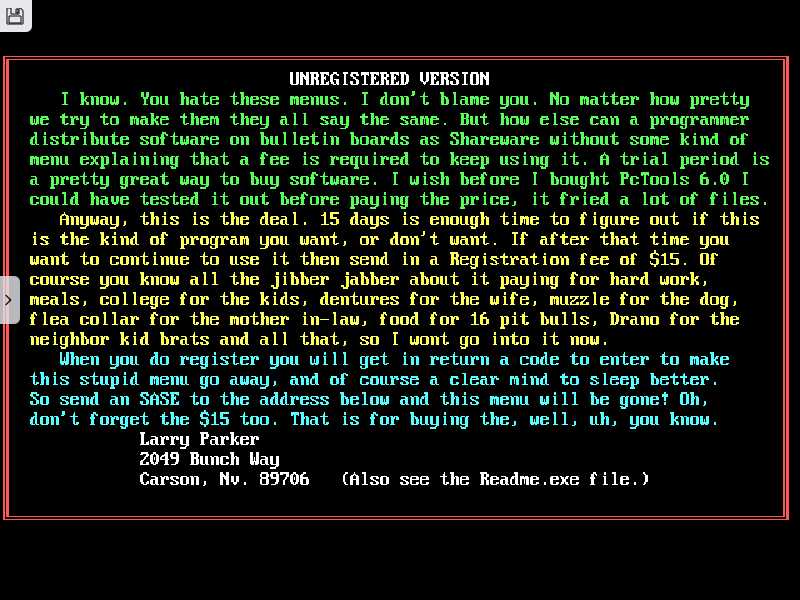 UNREGISTERED VERSION
I know. You hate these menus. I don't blame you. No matter how pretty
we try to make them they all say the same. But how else can a programmer
distribute software on bulletin boards as Shareware without some kind of
menu explaining that a fee is required to keep using it. A trial period is
a pretty great way to buy software. I wish before I bought PcTools 6.0 I
could have tested it out before paying the price, it fried a lot of files.
Anyway, this is the deal. 15 days is enough time to figure out if this
is the kind of program you want, or don't want. If after that time you
want to continue to use it then send in a Registration fee of $15. Of
course you know all the jibber jabber about it paying for hard work,
meals, college for the kids, dentures for the wife, muzzle for the dog,
flea collar for the mother in-law, food for 16 pit bulls, Drano for the
neighbor kid brats and all that, so I wont go into it now.
When you do register you will get in return a code to enter to make
this stupid menu go away, and of course a clear mind to sleep better.
So send an SASE to the address below and this menu will be gone! Oh,
don't forget the $15 too. That is for buying the, well, uh, you know.
Larry Parker
2049 Bunch Way
Carson, Nv. 89706 (Also see the Readme.exe file.)